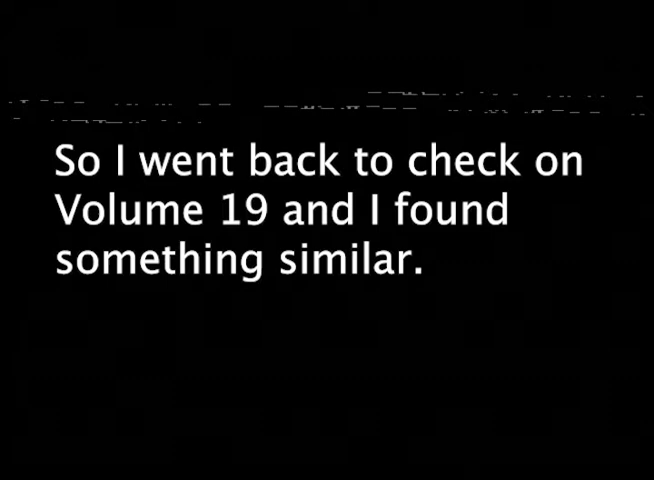 So I went back to check on
Volume 19 and I found
something similar.